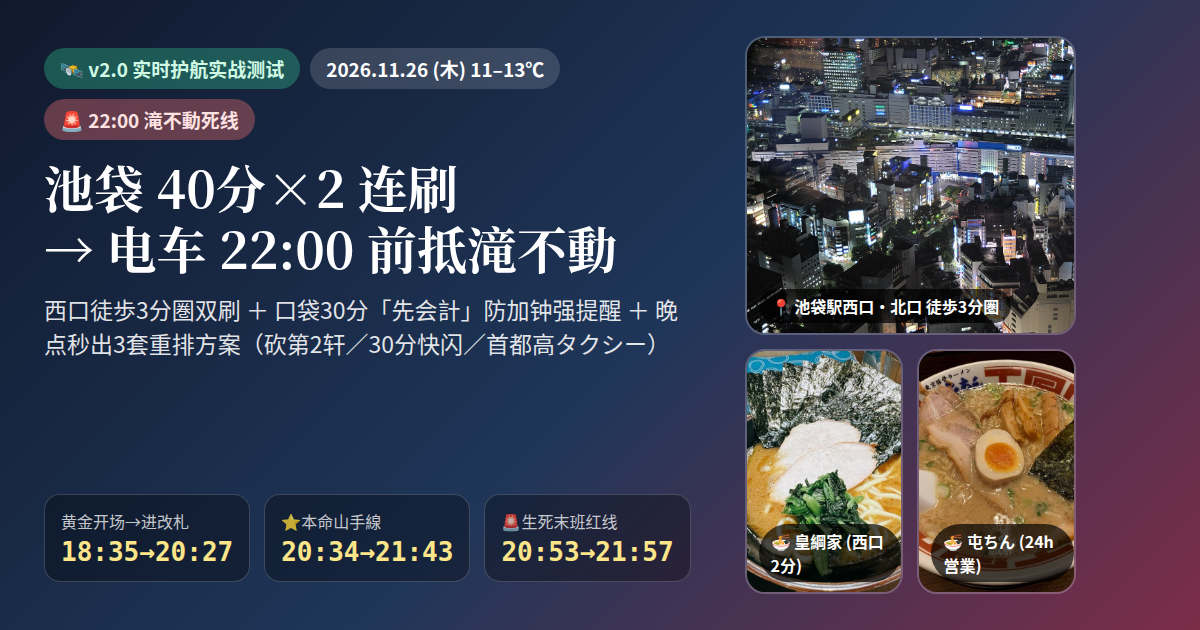 🛰️ v2.0 实时护航实战测试
2026.11.26 (木) 11–13℃
🚨 22:00 滝不動死线
池袋 40分×2 连刷
→ 电车 22:00 前抵滝不動
西口徒歩3分圏双刷 ＋ 口袋30分「先会計」防加钟强提醒 ＋ 晚
点秒出3套重排方案（砍第2轩／30分快闪／首都高タクシー）
黄金开场→进改札
18:35→20:27
⭐本命山手線
20:34→21:43
🚨生死末班红线
20:53→21:57
📍 池袋駅西口・北口 徒歩3分圏
🍜 皇綱家 (西口
2分)
🍜 屯ちん (24h
営業)